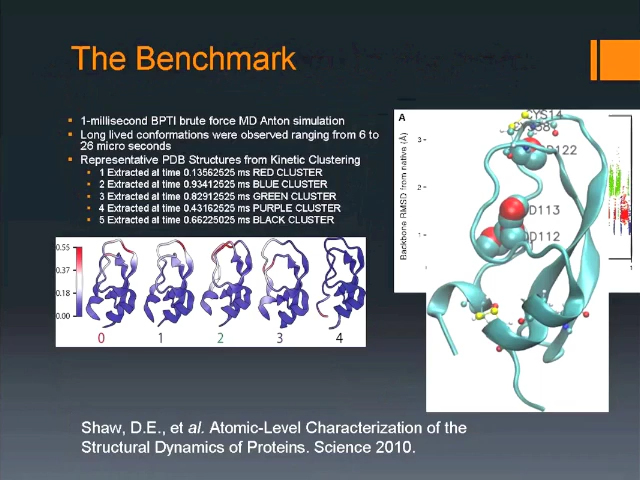 The Benchmark
1-millisecond BPTI brute force MD Anton simulation
Long lived conformations were observed ranging from 6 to
26 micro seconds
Representative PDB Structures from Kinetic Clustering
1 Extracted at time 0.13562525 ms RED CLUSTER
2 Extracted at time 0.93412525 ms BLUE CLUSTER
3 Extracted at time 0.82912525 ms GREEN CLUSTER
4 Extracted at time 0.43162525 ms PURPLE CLUSTER
5 Extracted at time 0.66225025 ms BLACK CLUSTER
0.55
0.37
0.18
0.00
0 1 2 3 4
A
Backbone RMSD from native (Å)
3
2
1
CYS14
CYS38
D122
D113
D112
Shaw, D.E., et al. Atomic-Level Characterization of the
Structural Dynamics of Proteins. Science 2010.